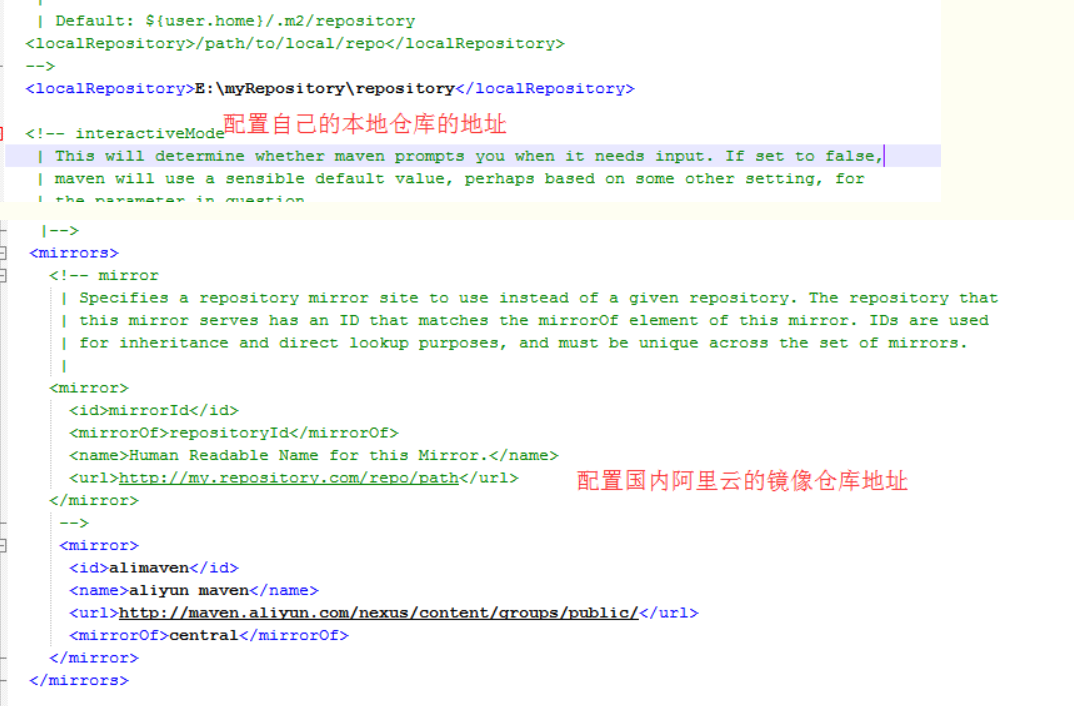 | Default: ${user.home}/.m2/repository
<localRepository>/path/to/local/repo</localRepository>
-->
<localRepository>E:\myRepository\repository</localRepository>
配置自己的本地仓库的地址
<!-- interactiveMode
| This will determine whether maven prompts you when it needs input. If set to false,
| maven will use a sensible default value, perhaps based on some other setting, for
| the parameter in question
|-->
<mirrors>
<!-- mirror
| Specifies a repository mirror site to use instead of a given repository. The repository that
| this mirror serves has an ID that matches the mirrorOf element of this mirror. IDs are used
| for inheritance and direct lookup purposes, and must be unique across the set of mirrors.
|
<mirror>
<id>mirrorId</id>
<mirrorOf>repositoryId</mirrorOf>
<name>Human Readable Name for this Mirror.</name>
<url>http://my.repository.com/repo/path</url>
配置国内阿里云的镜像仓库地址
</mirror>
-->
<mirror>
<id>alimaven</id>
<name>aliyun maven</name>
<url>http://maven.aliyun.com/nexus/content/groups/public/</url>
<mirrorOf>central</mirrorOf>
</mirror>
</mirrors>